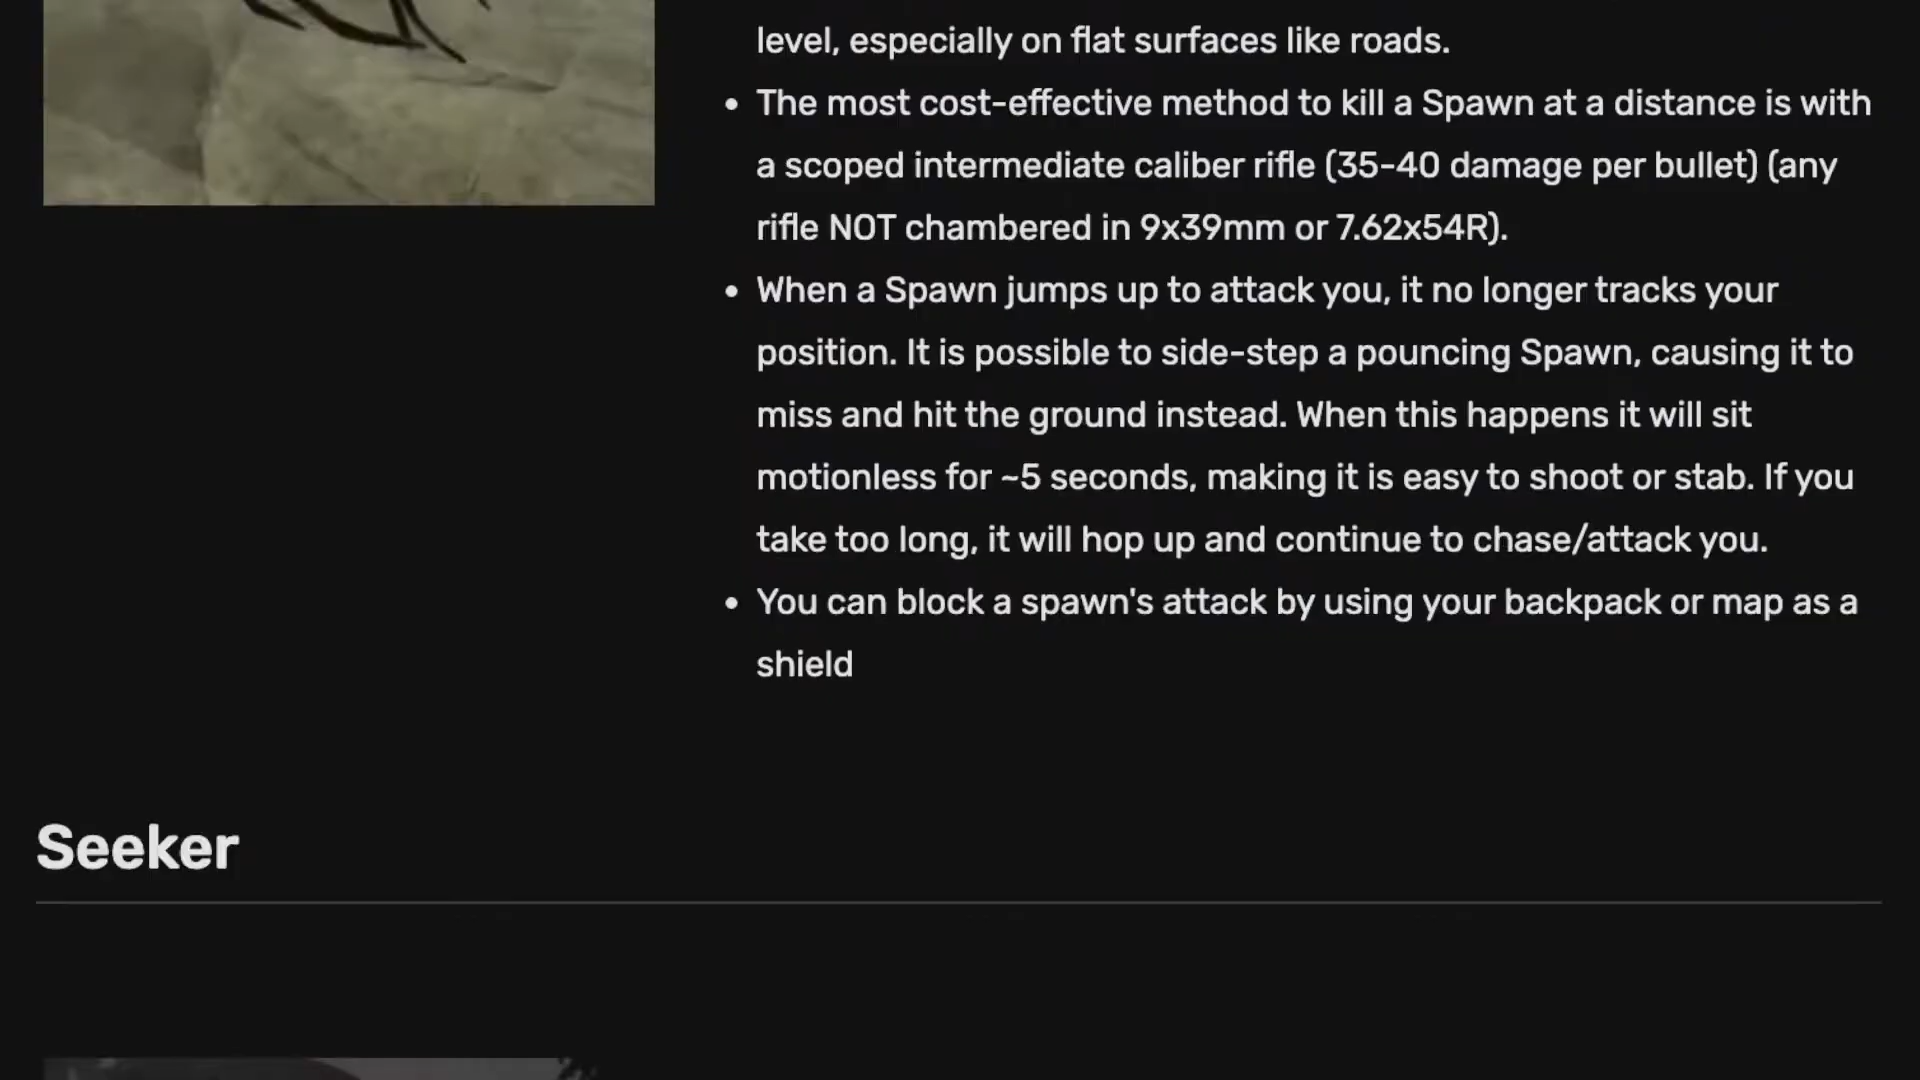 level, especially on flat surfaces like roads.
• The most cost-effective method to kill a Spawn at a distance is with
a scoped intermediate caliber rifle (35-40 damage per bullet) (any
rifle NOT chambered in 9x39mm or 7.62x54R).
• When a Spawn jumps up to attack you, it no longer tracks your
position. It is possible to side-step a pouncing Spawn, causing it to
miss and hit the ground instead. When this happens it will sit
motionless for ~5 seconds, making it is easy to shoot or stab. If you
take too long, it will hop up and continue to chase/attack you.
• You can block a spawn's attack by using your backpack or map as a
shield
Seeker